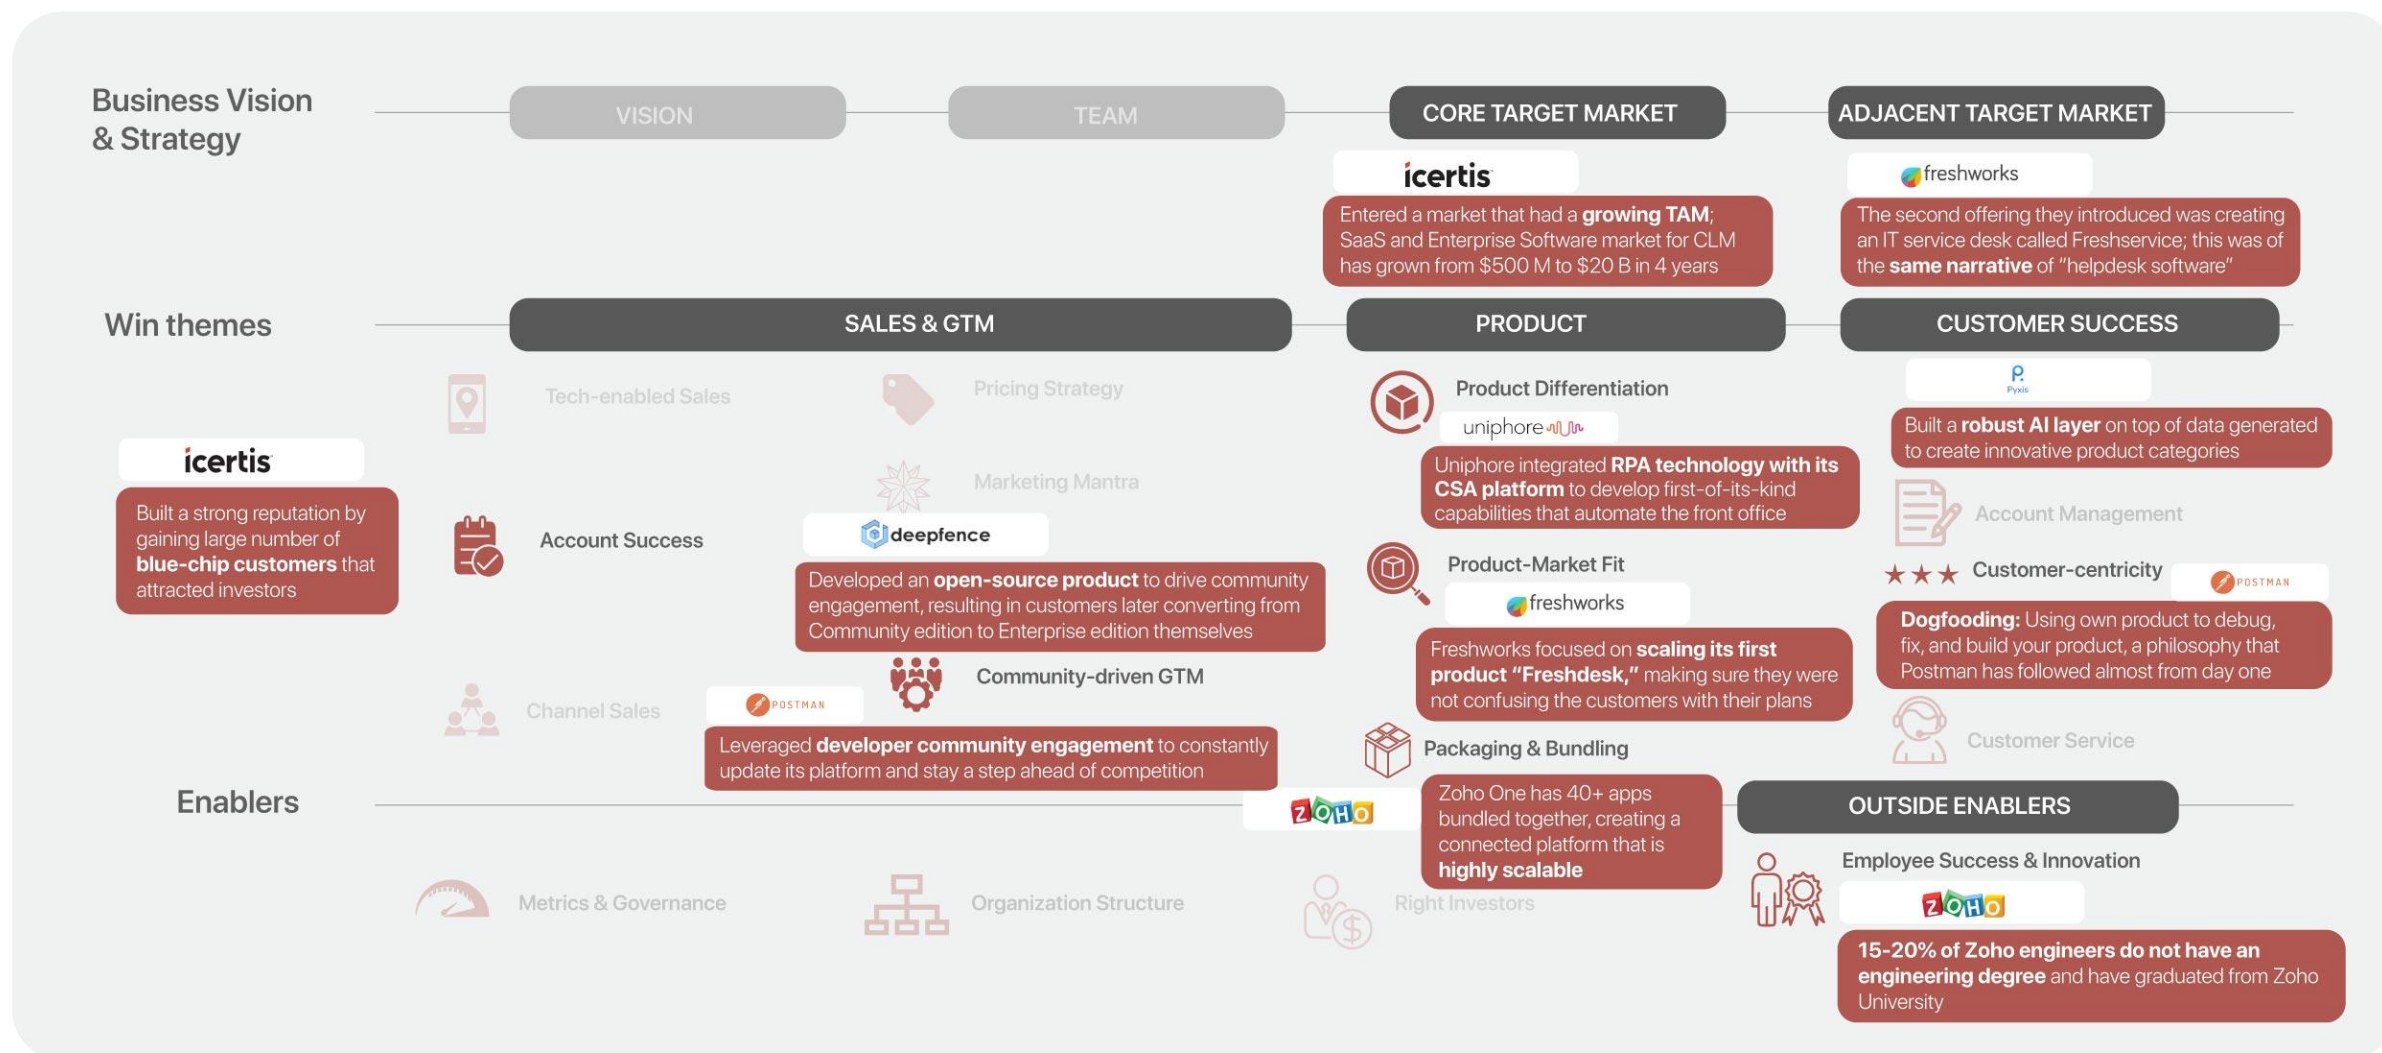 Business Vision
& Strategy
VISION
TEAM
CORE TARGET MARKET
ADJACENT TARGET MARKET
icertis
Entered a market that had a growing TAM;
SaaS and Enterprise Software market for CLM
has grown from $500 M to $20 B in 4 years
freshworks
The second offering they introduced was creating
an IT service desk called Freshservice; this was of
the same narrative of “helpdesk software”
Win themes
SALES & GTM
PRODUCT
CUSTOMER SUCCESS
icertis
Built a strong reputation by
gaining large number of
blue-chip customers that
attracted investors
Tech-enabled Sales
Account Success
Channel Sales
Pricing Strategy
Marketing Mantra
deepfence
Developed an open-source product to drive community
engagement, resulting in customers later converting from
Community edition to Enterprise edition themselves
Community-driven GTM
POSTMAN
Leveraged developer community engagement to constantly
update its platform and stay a step ahead of competition
Product Differentiation
uniphore
Uniphore integrated RPA technology with its
CSA platform to develop first-of-its-kind
capabilities that automate the front office
Product-Market Fit
freshworks
Freshworks focused on scaling its first
product “Freshdesk,” making sure they were
not confusing the customers with their plans
Packaging & Bundling
ZOHO
Zoho One has 40+ apps
bundled together, creating a
connected platform that is
highly scalable
Pyxis
Built a robust AI layer on top of data generated
to create innovative product categories
Account Management
Customer-centricity
POSTMAN
Dogfooding: Using own product to debug,
fix, and build your product, a philosophy that
Postman has followed almost from day one
Customer Service
Enablers
OUTSIDE ENABLERS
Metrics & Governance
Organization Structure
Right Investors
Employee Success & Innovation
ZOHO
15-20% of Zoho engineers do not have an
engineering degree and have graduated from Zoho
University